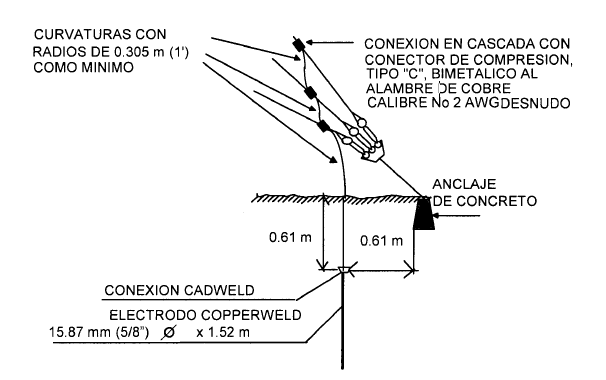 CURVATURAS CON
RADIOS DE 0.305 m (1')
COMO MINIMO
CONEXION EN CASCADA CON
CONECTOR DE COMPRESION,
TIPO "C", BIMETALICO AL
ALAMBRE DE COBRE
CALIBRE No 2 AWG DESNUDO
ANCLAJE
DE CONCRETO
0.61 m
0.61 m
CONEXION CADWELD
ELECTRODO COPPERWELD
15.87 mm (5/8") Ø x 1.52 m